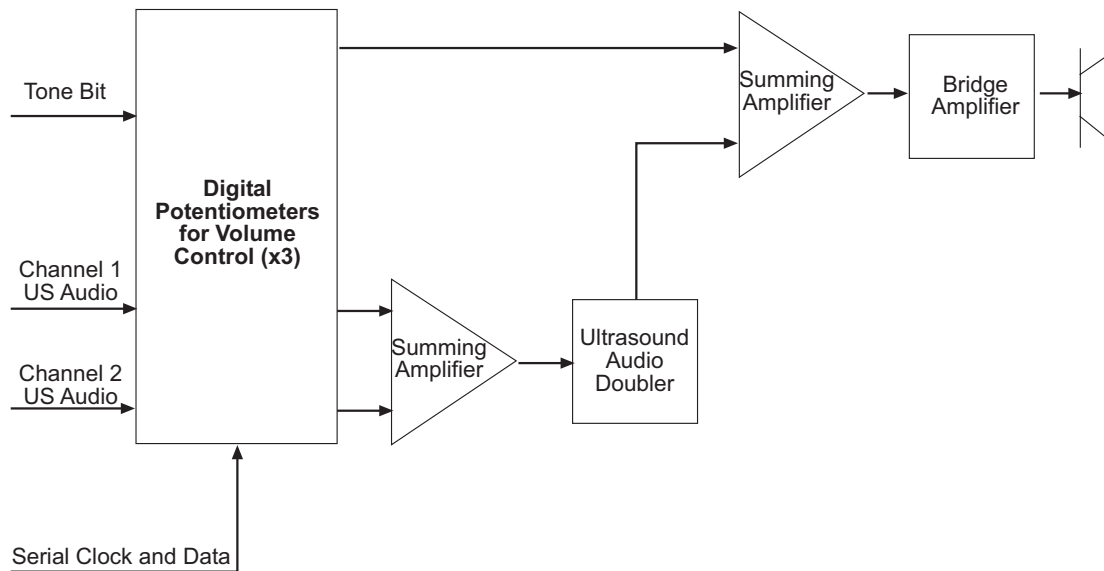 Tone Bit
Channel 1
US Audio
Channel 2
US Audio
Serial Clock and Data
Digital
Potentiometers
for Volume
Control (x3)
Summing
Amplifier
Ultrasound
Audio
Doubler
Summing
Amplifier
Bridge
Amplifier